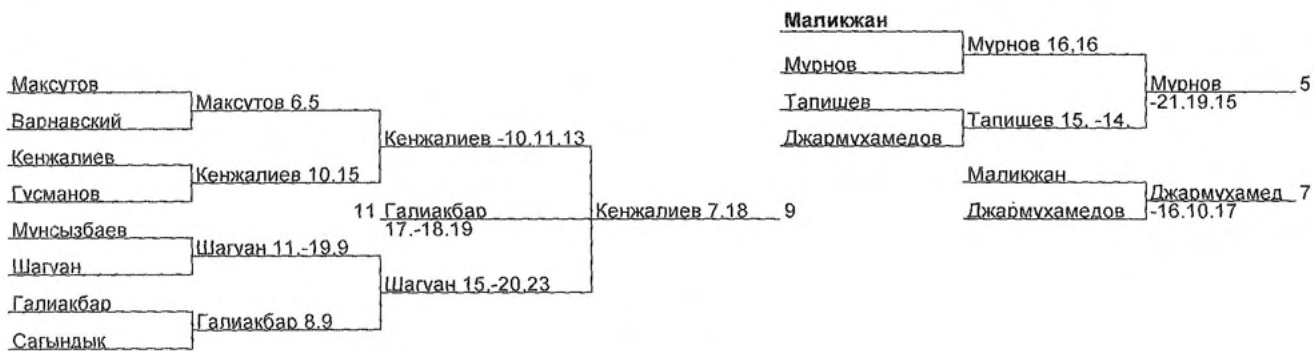 Маликжан
Мурнов 16,16
Мурнов
Мурнов 5
-21.19.15
Тапишев
Тапишев 15, -14,
Джармухамедов
Маликжан
Джармухамед 7
Джармухамедов
-16.10.17
Максутов
Максутов 6.5
Варнавский
Кенжалиев -10.11.13
Кенжалиев
Кенжалиев 10.15
Гусманов
11 Галиакбар
17.-18.19
Кенжалиев 7.18 9
Мунсызбаев
Шагуан 11.-19.9
Шагуан
Шагуан 15.-20.23
Галиакбар
Галиакбар 8.9
Сагындык